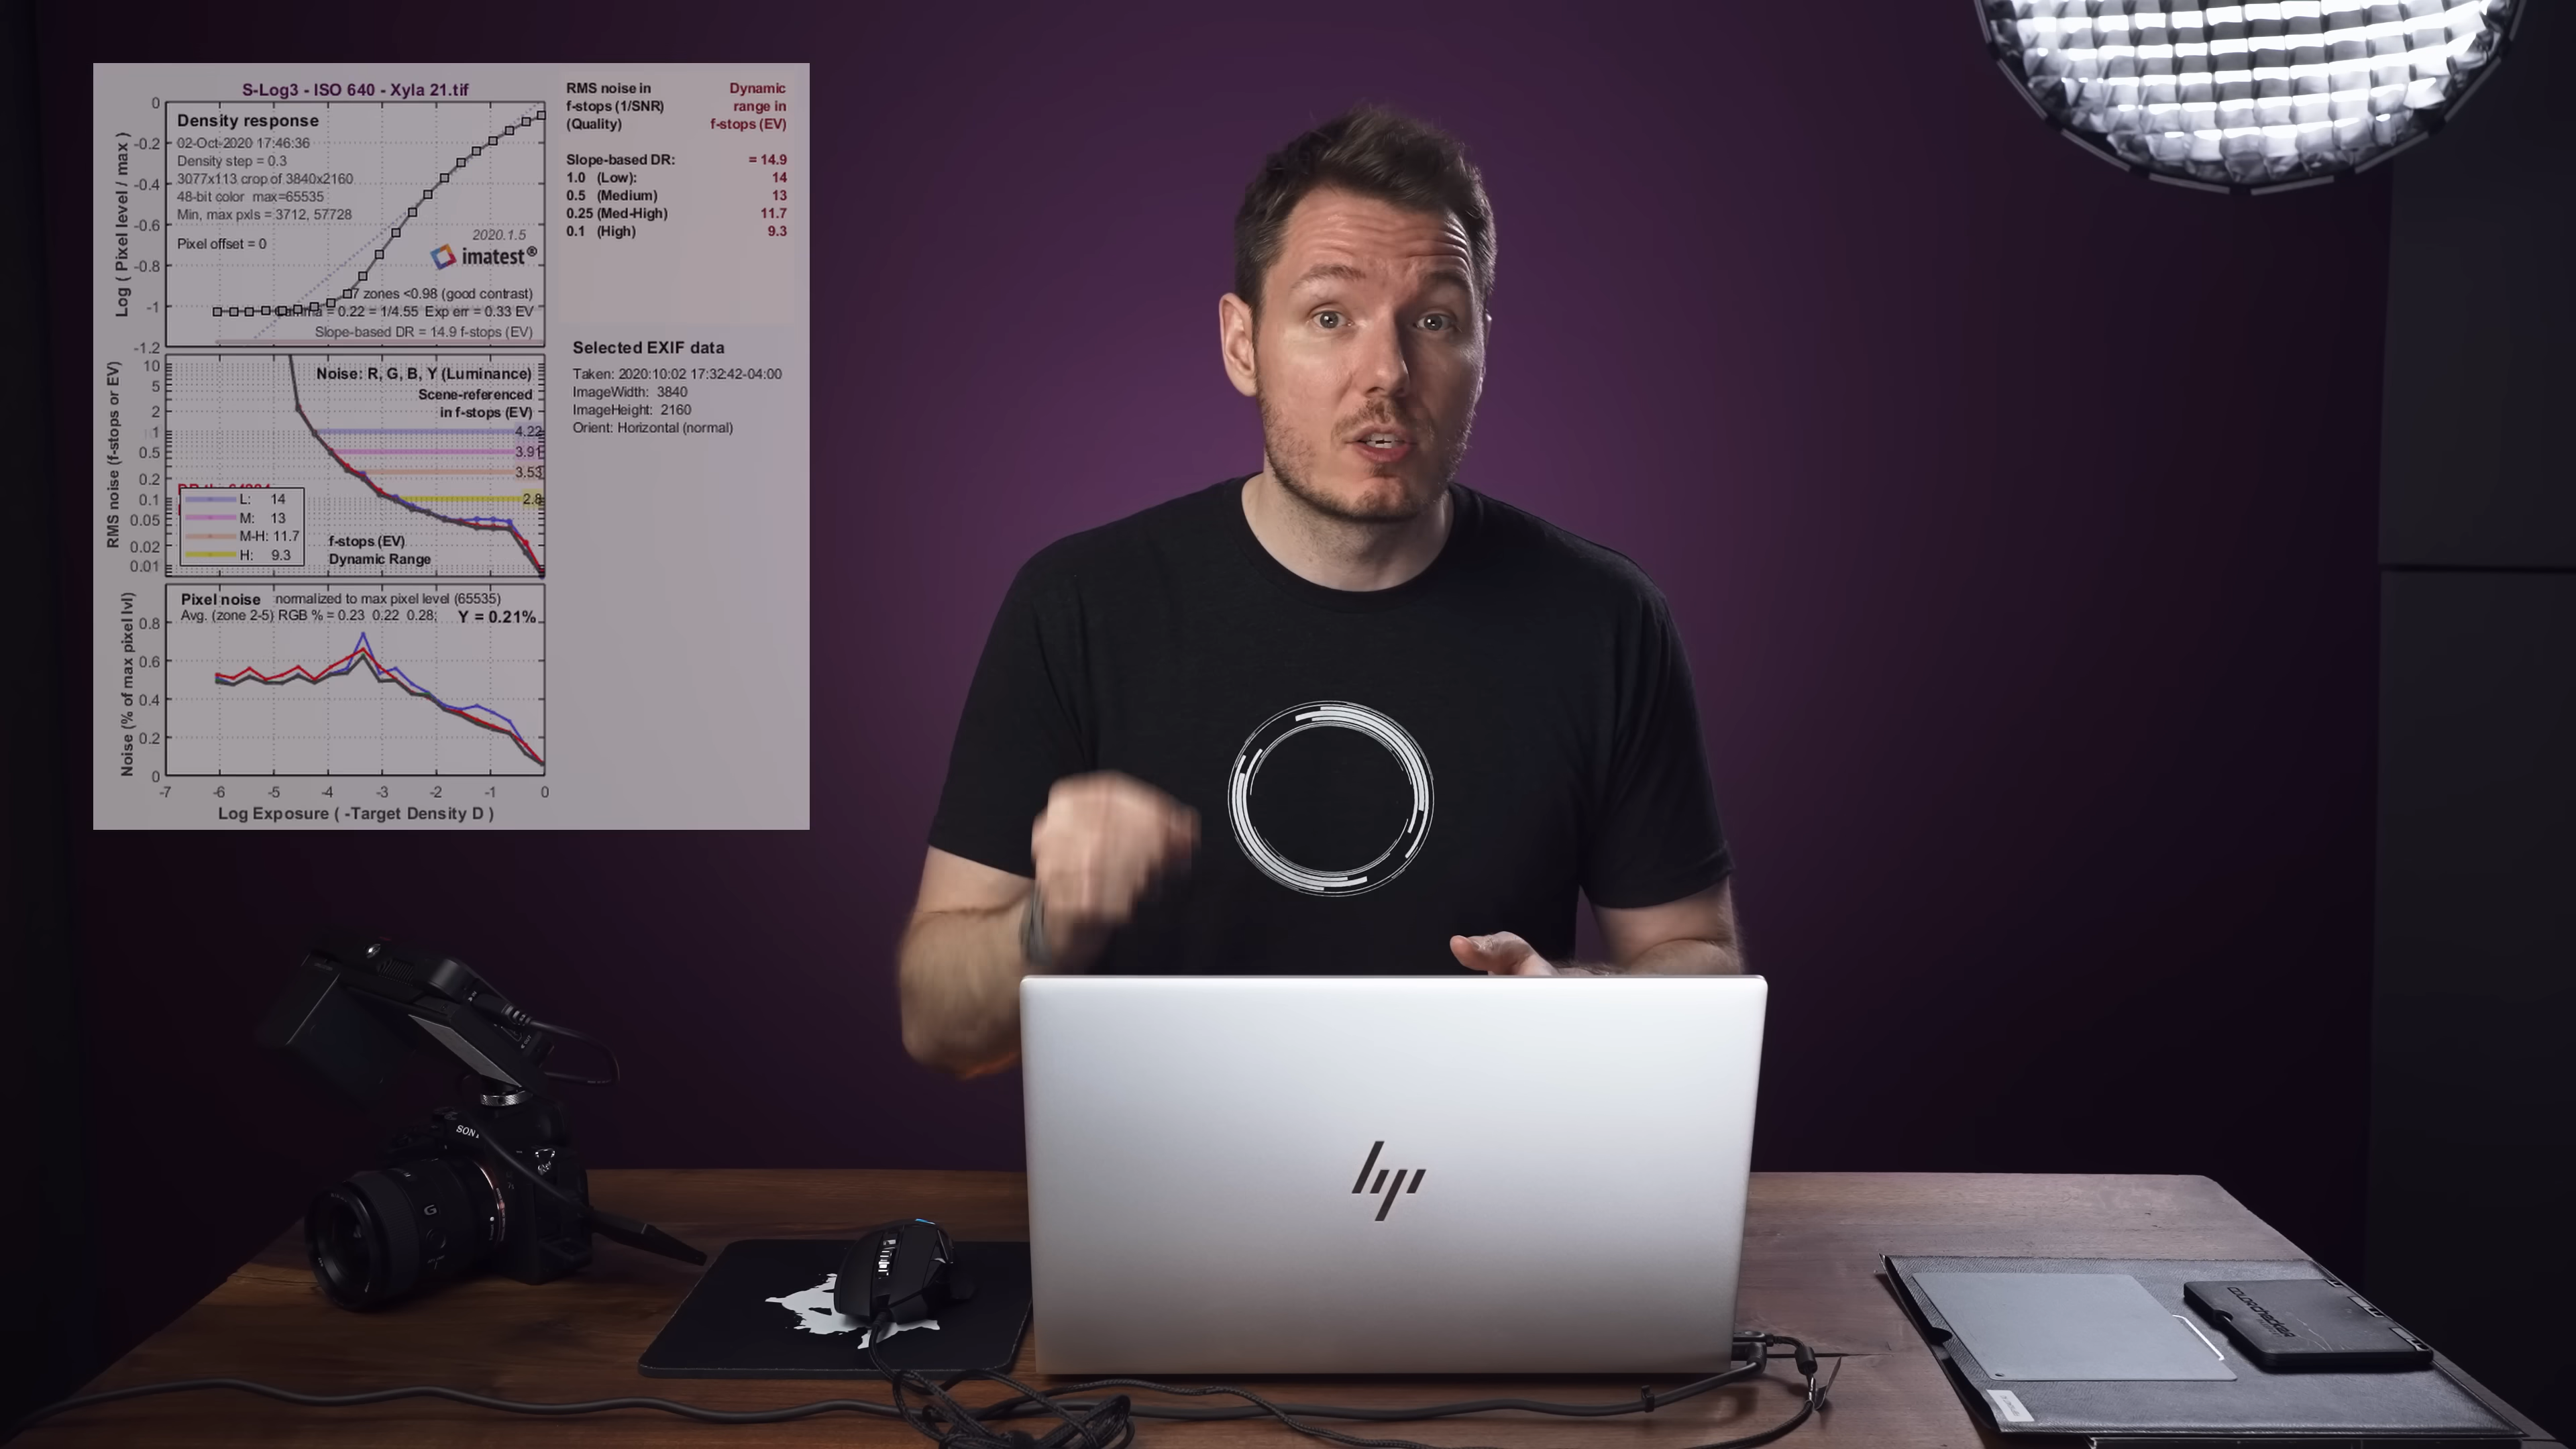 S-Log3 - ISO 640 - Xyla 21.tif
Density response
02-Oct-2020 17:46:36
Density step = 0.3
3077x113 crop of 3840x2160
48-bit color max=65535
Min, max pxls = 3712, 57728
Pixel offset = 0
2020.1.5
imatest®
7 zones <0.98 (good contrast)
= 0.22 = 1/4.55 Exp err = 0.33 EV
Slope-based DR = 14.9 f-stops (EV)
Log ( Pixel level / max )
0
-0.2
-0.4
-0.6
-0.8
-1
-1.2
RMS noise in f-stops (1/SNR) (Quality)
Dynamic range in f-stops (EV)
Slope-based DR: = 14.9
1.0 (Low): 14
0.5 (Medium) 13
0.25 (Med-High) 11.7
0.1 (High) 9.3
Selected EXIF data
Taken: 2020:10:02 17:32:42-04:00
ImageWidth: 3840
ImageHeight: 2160
Orient: Horizontal (normal)
Noise: R, G, B, Y (Luminance)
Scene-referenced
in f-stops (EV)
4.22
3.91
3.53
2.8
L: 14
M: 13
M-H: 11.7
H: 9.3
f-stops (EV)
Dynamic Range
RMS noise (f-stops or EV)
10
5
2
1
0.5
0.2
0.1
0.05
0.02
0.01
Pixel noise normalized to max pixel level (65535)
Avg. (zone 2-5) RGB % = 0.23 0.22 0.28; Y = 0.21%
Noise (% of max pixel lvl)
0.8
0.6
0.4
0.2
0
-7 -6 -5 -4 -3 -2 -1 0
Log Exposure ( -Target Density D )
SONY
G
hp
colorchecker